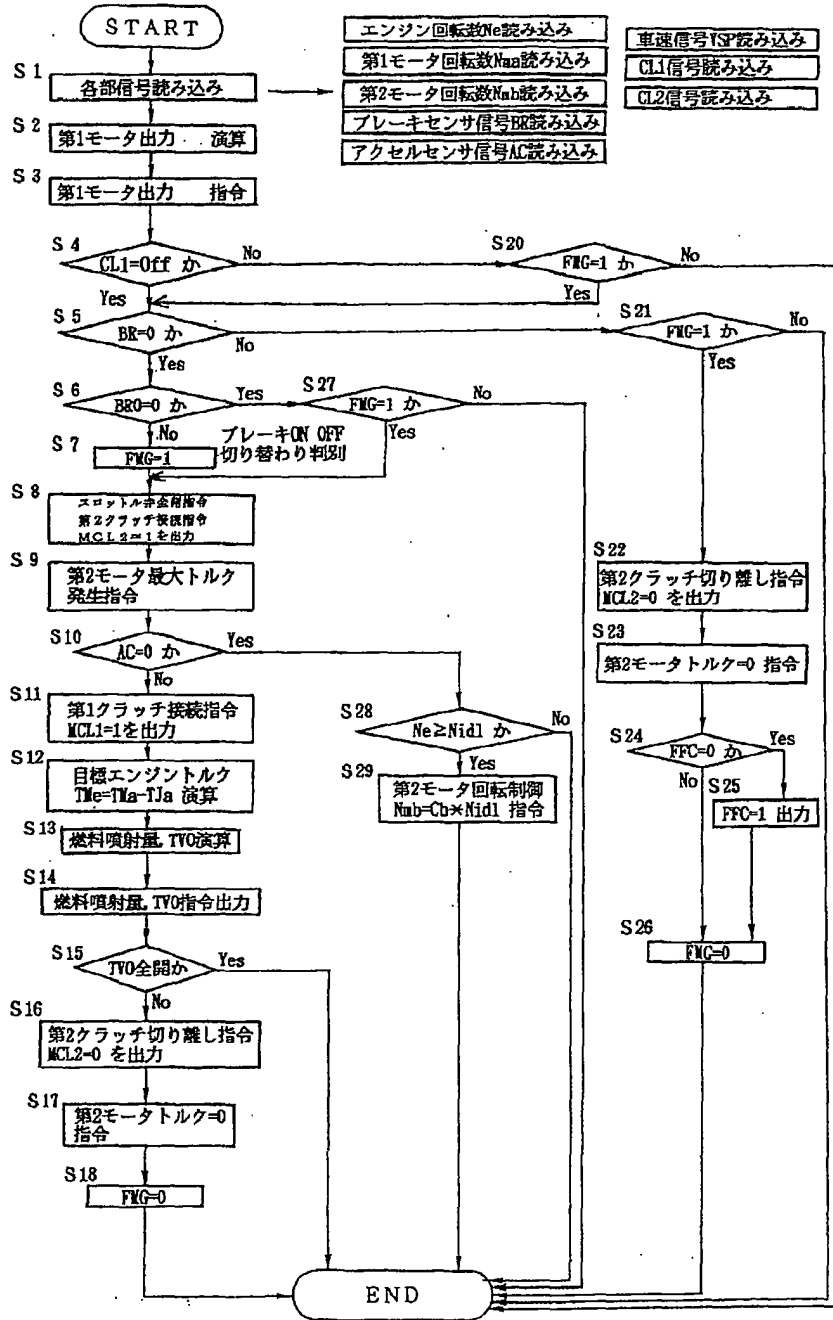 START
S1
各部信号読み込み
エンジン回転数Ne読み込み
第1モータ回転数Nma読み込み
第2モータ回転数Nmb読み込み
ブレーキセンサ信号BR読み込み
アクセルセンサ信号AC読み込み
車速信号VSP読み込み
CL1信号読み込み
CL2信号読み込み
S2
第1モータ出力 演算
S3
第1モータ出力 指令
S4
CL1=Off か
No
Yes
S20
FMG=1 か
No
Yes
S5
BR=0 か
No
Yes
S21
FMG=1 か
No
Yes
S6
BR0=0 か
Yes
No
S27
FMG=1 か
No
Yes
S7
FMG=1
ブレーキON OFF
切り替わり判別
S8
スロットル弁全開指令
第2クラッチ接続指令
MCL2=1を出力
S9
第2モータ最大トルク
発生指令
S10
AC=0 か
Yes
No
S11
第1クラッチ接続指令
MCL1=1を出力
S12
目標エンジントルク
TMe=TMa-TJa 演算
S13
燃料噴射量,TVO演算
S14
燃料噴射量,TVO指令出力
S15
TVO全開か
Yes
No
S16
第2クラッチ切り離し指令
MCL2=0 を出力
S17
第2モータトルク=0
指令
S18
FMG=0
S28
Ne≥Nidl か
No
Yes
S29
第2モータ回転制御
Nmb=Cb*Nidl 指令
S22
第2クラッチ切り離し指令
MCL2=0 を出力
S23
第2モータトルク=0 指令
S24
FFC=0 か
Yes
No
S25
FFC=1 出力
S26
FMG=0
END